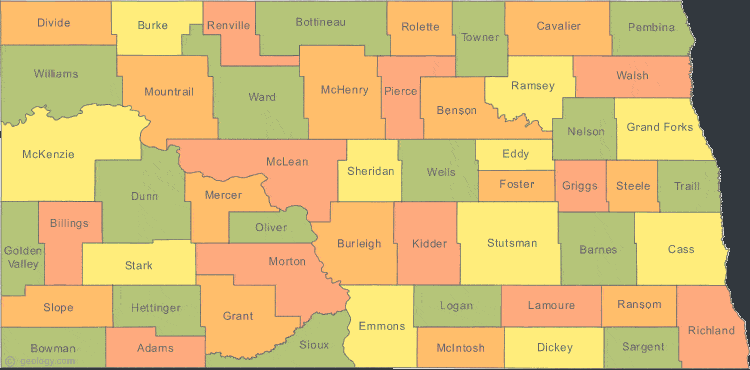 Divide
Burke
Renville
Bottineau
Rolette
Towner
Cavalier
Pembina
Williams
Mountrail
Ward
McHenry
Pierce
Benson
Ramsey
Walsh
Nelson
Grand Forks
McKenzie
McLean
Sheridan
Wells
Eddy
Foster
Griggs
Steele
Traill
Dunn
Mercer
Oliver
Billings
Golden
Valley
Stark
Morton
Burleigh
Kidder
Stutsman
Barnes
Cass
Slope
Hettinger
Grant
Emmons
Logan
Lamoure
Ransom
Richland
Bowman
Adams
Sioux
McIntosh
Dickey
Sargent
© geology.com